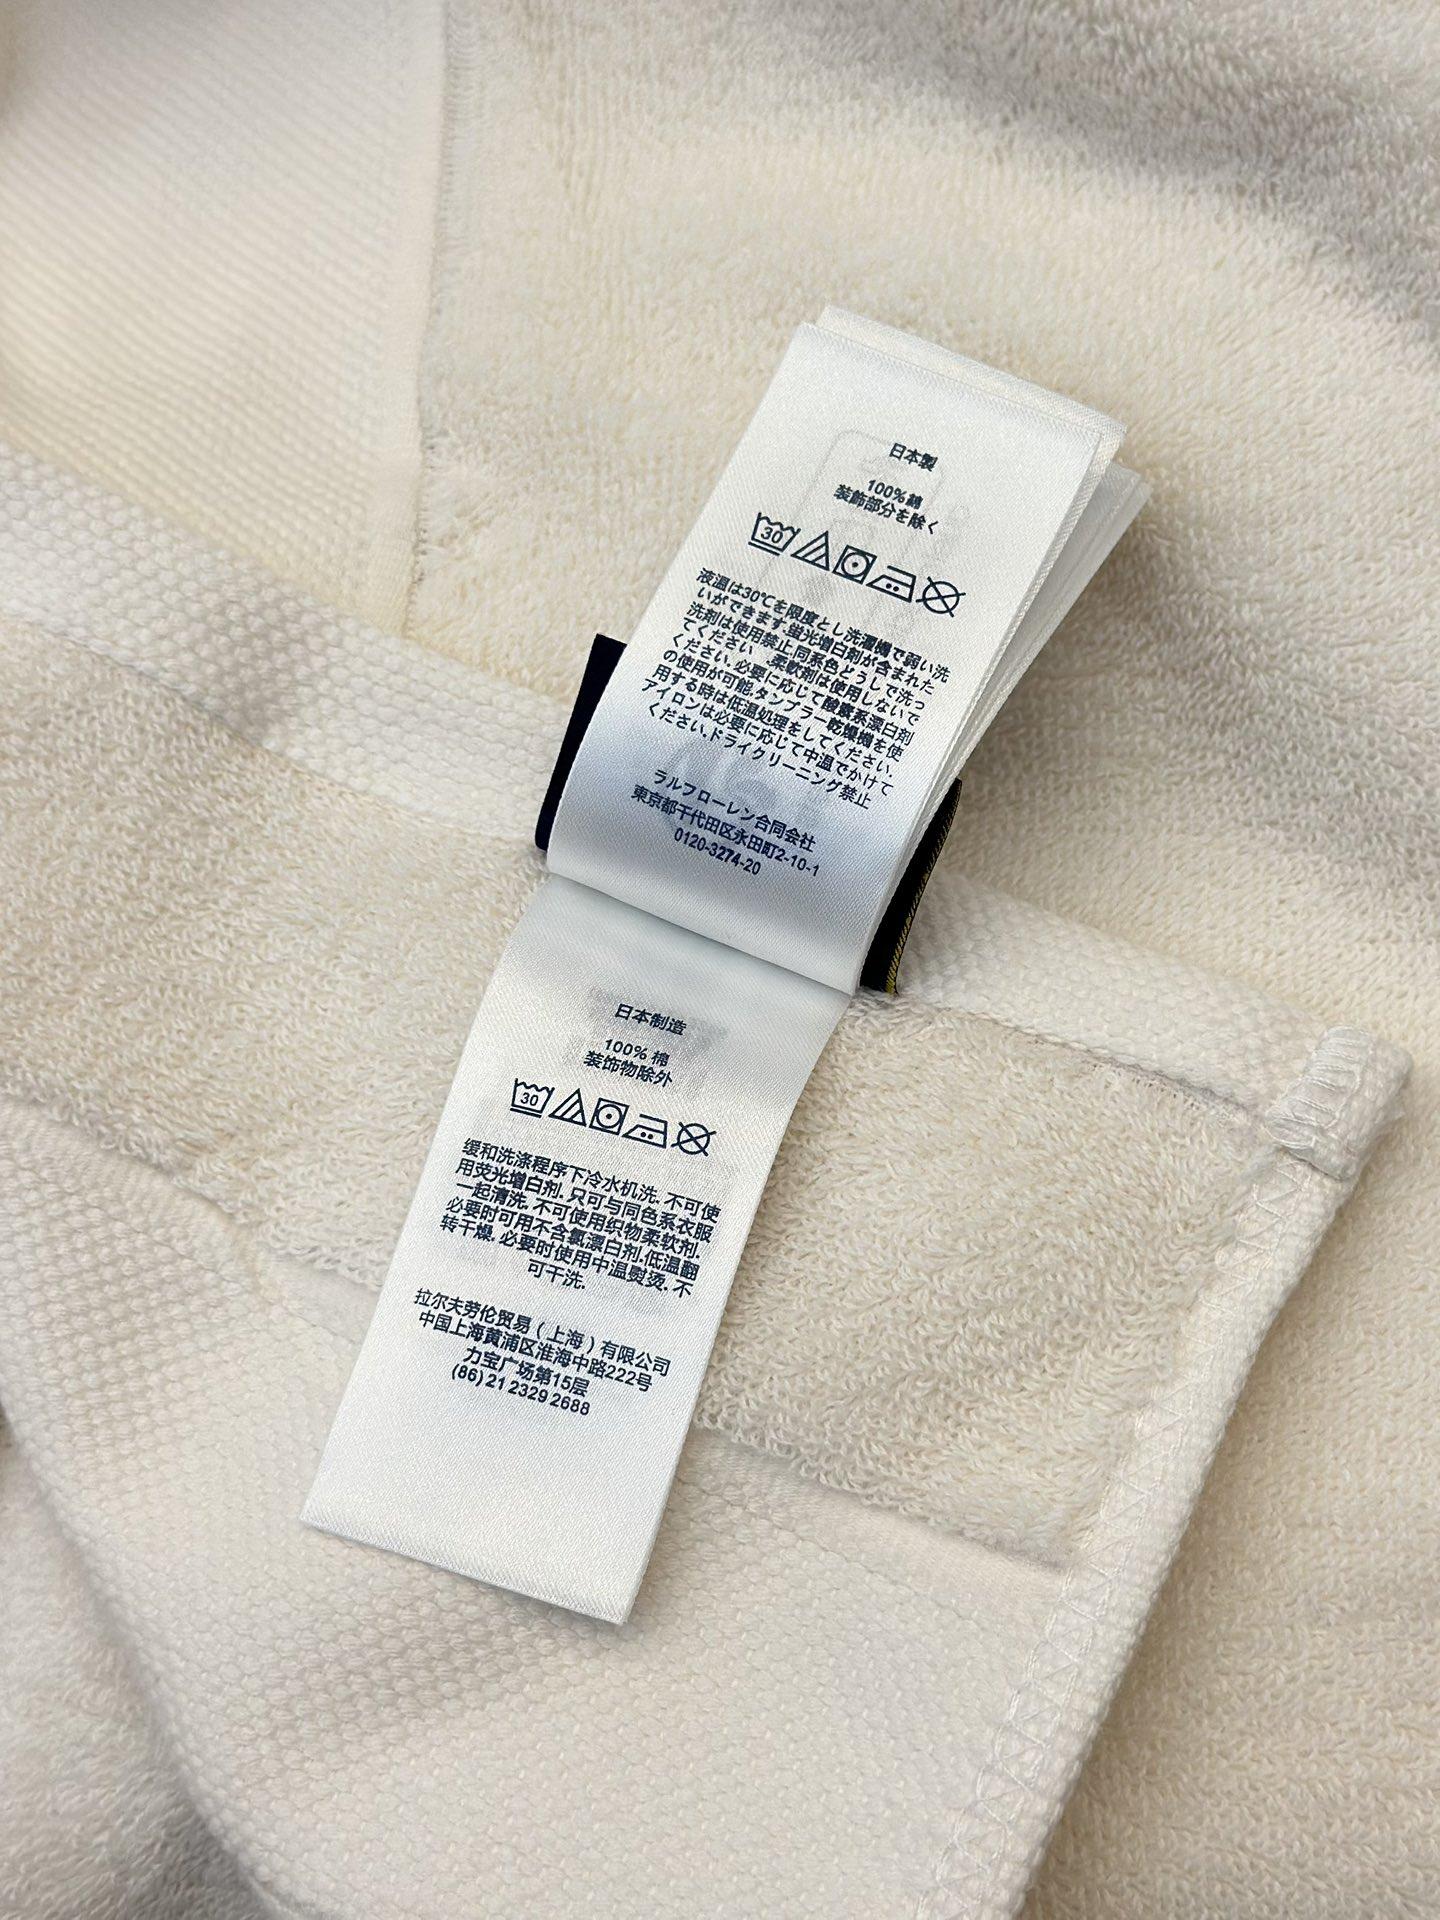 日本製
100%綿
装飾部分を除く
30
液温は30℃を限度とし洗濯機で弱い洗
いができます.蛍光増白剤が含まれた
洗剤は使用禁止.同系色どうしで洗っ
てください .柔軟剤は使用しないで
ください.必要に応じて酸素系漂白剤
の使用が可能.タンブラー乾燥機を使
用する時は低温処理をしてください.
アイロンは必要に応じて中温でかけて
ください.ドライクリーニング禁止
ラルフローレン合同会社
東京都千代田区永田町2-10-1
0120-3274-20
日本制造
100% 棉
装饰物除外
30
缓和洗涤程序下冷水机洗. 不可使
用荧光增白剂. 只可与同色系衣服
一起清洗. 不可使用织物柔软剂.
必要时可用不含氯漂白剂.低温翻
转干燥. 必要时使用中温熨烫. 不
可干洗.
拉尔夫劳伦贸易(上海)有限公司
中国上海黄浦区淮海中路222号
力宝广场第15层
(86) 21 2329 2688